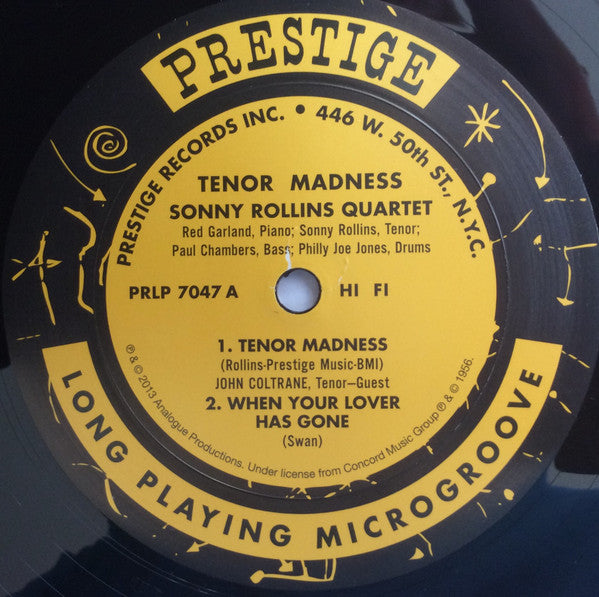 PRESTIGE
PRESTIGE RECORDS INC. • 446 W. 50th ST., N.Y.C.
TENOR MADNESS
SONNY ROLLINS QUARTET
Red Garland, Piano; Sonny Rollins, Tenor;
Paul Chambers, Bass; Philly Joe Jones, Drums
PRLP 7047 A HI FI
1. TENOR MADNESS
(Rollins-Prestige Music-BMI)
JOHN COLTRANE, Tenor—Guest
2. WHEN YOUR LOVER
HAS GONE
(Swan)
℗ & © 2013 Analogue Productions. Under license from Concord Music Group ℗ & © 1956.
LONG PLAYING MICROGROOVE